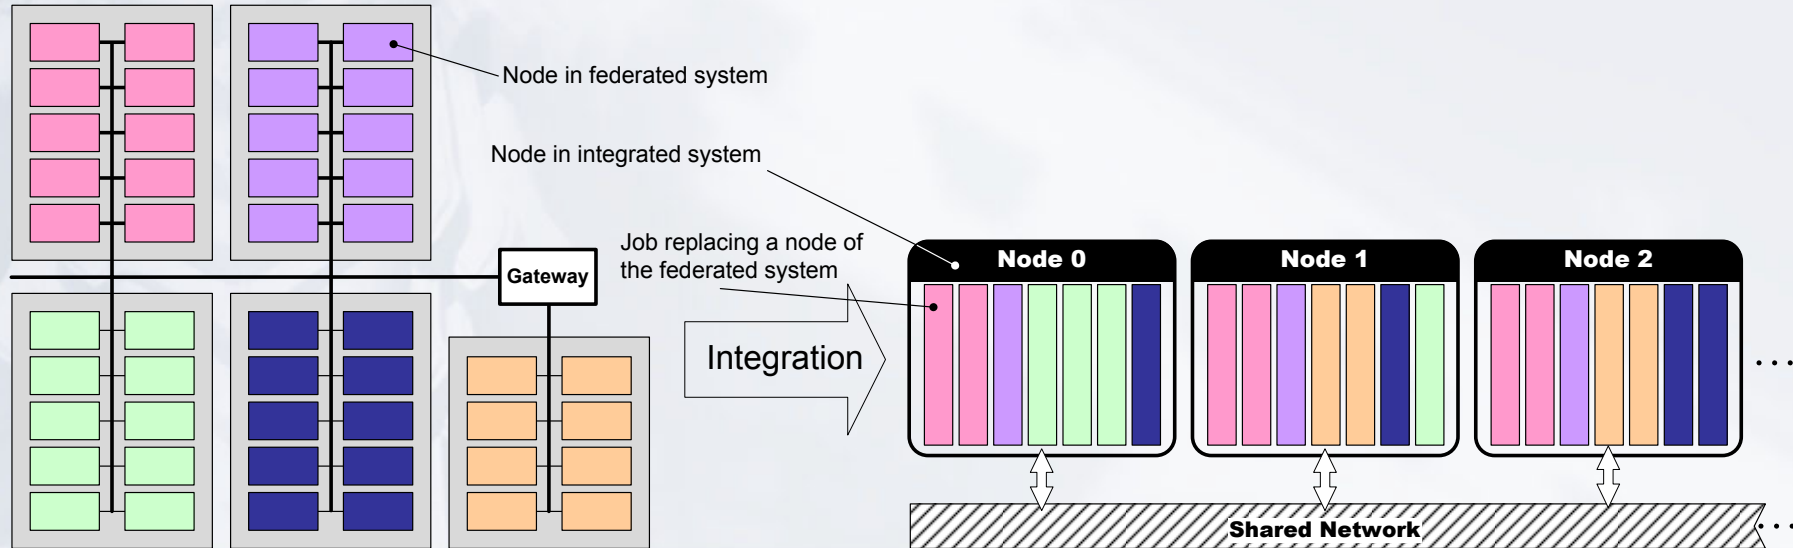 Node in federated system
Node in integrated system
Job replacing a node of
the federated system
Gateway
Integration
Node 0
Node 1
Node 2
....
Shared Network
....